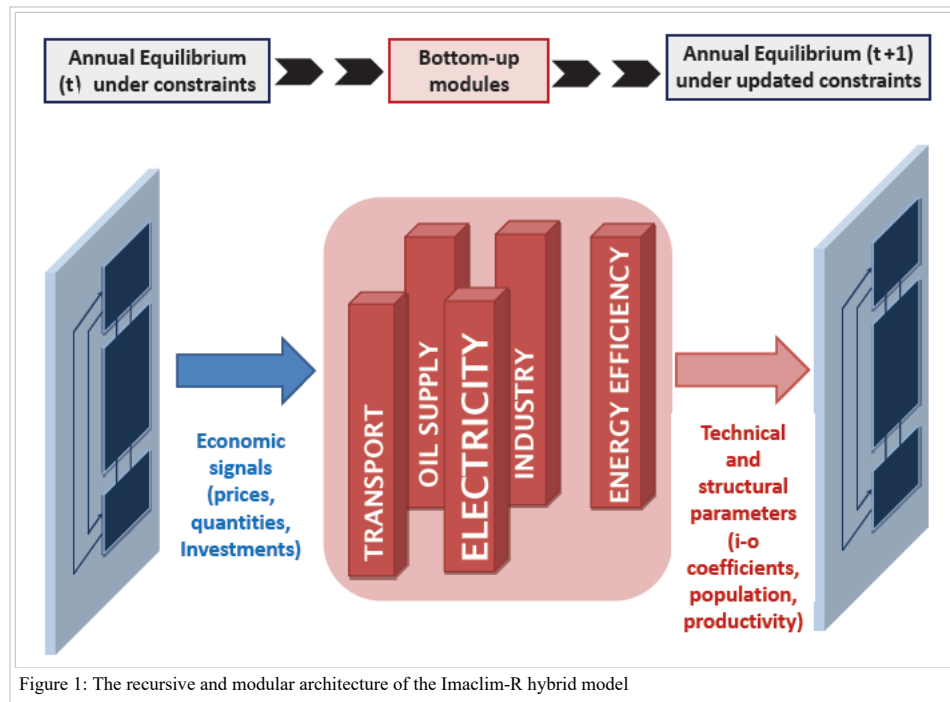 Annual Equilibrium
(t) under constraints
Bottom-up
modules
Annual Equilibrium (t+1)
under updated constraints
Economic
signals
(prices,
quantities,
Investments)
TRANSPORT
OIL SUPPLY
ELECTRICITY
INDUSTRY
ENERGY EFFICIENCY
Technical
and
structural
parameters
(i-o
coefficients,
population,
productivity)
Figure 1: The recursive and modular architecture of the Imaclim-R hybrid model